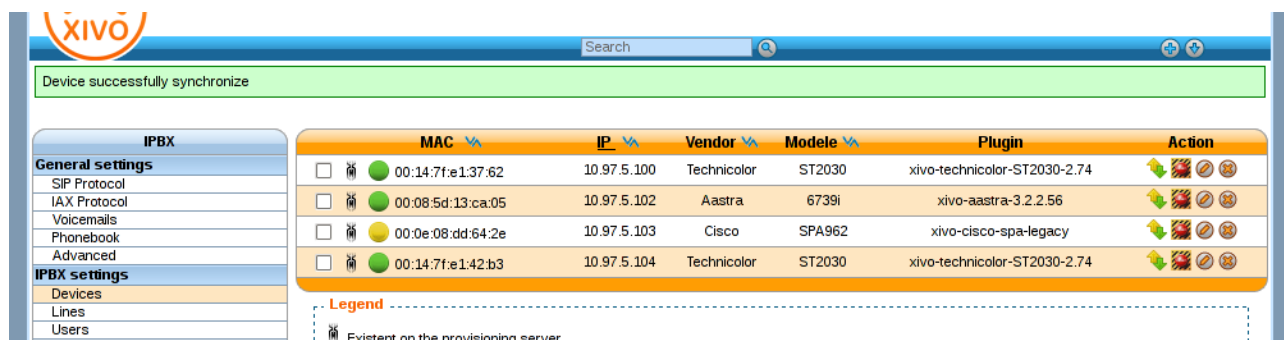 XIVO
Search
Device successfully synchronize
IPBX
General settings
SIP Protocol
IAX Protocol
Voicemails
Phonebook
Advanced
IPBX settings
Devices
Lines
Users
MAC IP Vendor Modele Plugin Action
00:14:7f:e1:37:62 10.97.5.100 Technicolor ST2030 xivo-technicolor-ST2030-2.74
00:08:5d:13:ca:05 10.97.5.102 Aastra 6739i xivo-aastra-3.2.2.56
00:0e:08:dd:64:2e 10.97.5.103 Cisco SPA962 xivo-cisco-spa-legacy
00:14:7f:e1:42:b3 10.97.5.104 Technicolor ST2030 xivo-technicolor-ST2030-2.74
Legend
Existent on the provisioning server